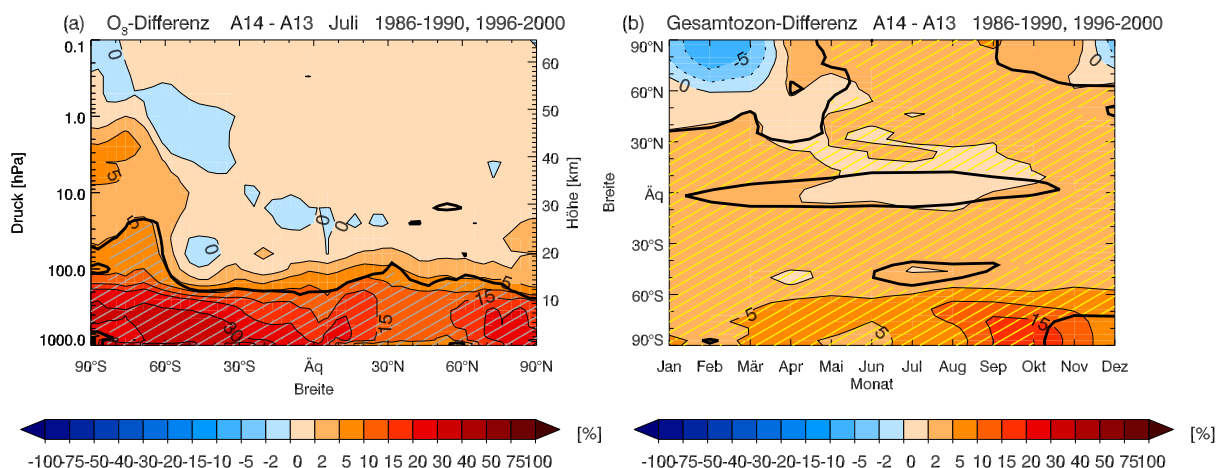 (a) O3-Differenz A14 - A13 Juli 1986-1990, 1996-2000
0.1
1.0
10.0
100.0
1000.0
Druck [hPa]
60
50
40
30
20
10
Höhe [km]
0
5
0
0
0
5
5
15
15
30
90°S 60°S 30°S Äq 30°N 60°N 90°N
Breite
-100-75-50-40-30-20-15-10 -5 -2 0 2 5 10 15 20 30 40 50 75100
[%]
(b) Gesamtozon-Differenz A14 - A13 1986-1990, 1996-2000
90°N
60°N
30°N
Äq
30°S
60°S
90°S
Breite
-5
0
0
5
5
15
Jan Feb Mär Apr Mai Jun Jul Aug Sep Okt Nov Dez
Monat
-100-75-50-40-30-20-15-10 -5 -2 0 2 5 10 15 20 30 40 50 75100
[%]